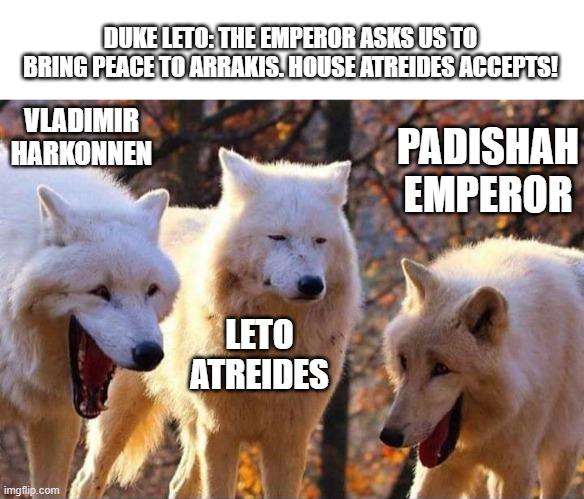 DUKE LETO: THE EMPEROR ASKS US TO
BRING PEACE TO ARRAKIS. HOUSE ATREIDES ACCEPTS!
VLADIMIR
HARKONNEN
PADISHAH
EMPEROR
LETO
ATREIDES
imgflip.com